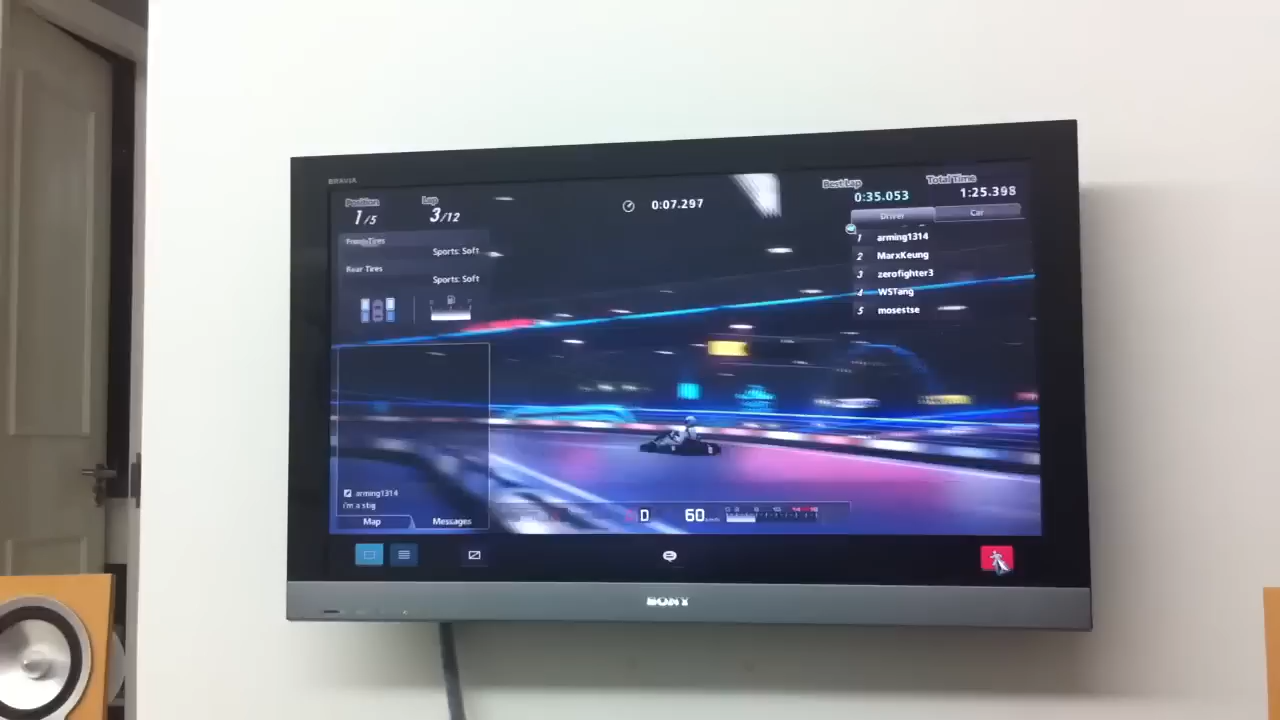 BRAVIA
Position
Lap
1/5
3/12
0:07.297
Best Lap
Total Time
0:35.053
1:25.398
Driver
Car
1 arming1314
2 MarxKeung
3 zerofighter3
4 WSTang
5 mosestse
Front Tires
Sports: Soft
Rear Tires
Sports: Soft
arming1314
i'm a stig
Map
Messages
D
60
SONY